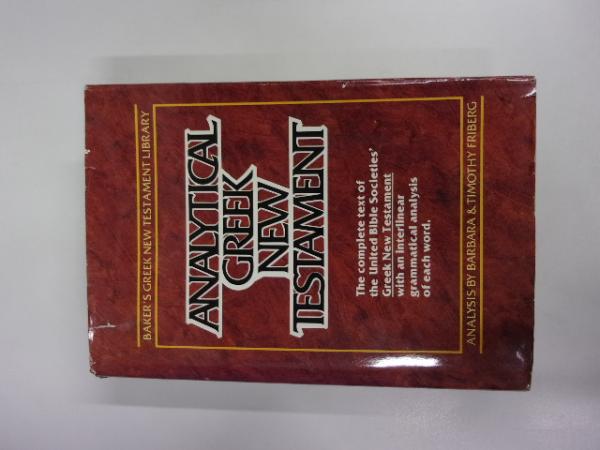 BAKER'S GREEK NEW TESTAMENT LIBRARY
ANALYTICAL
GREEK
NEW
TESTAMENT
The complete text of
the United Bible Societies'
Greek New Testament
with an interlinear
grammatical analysis
of each word.
ANALYSIS BY BARBARA & TIMOTHY FRIBERG